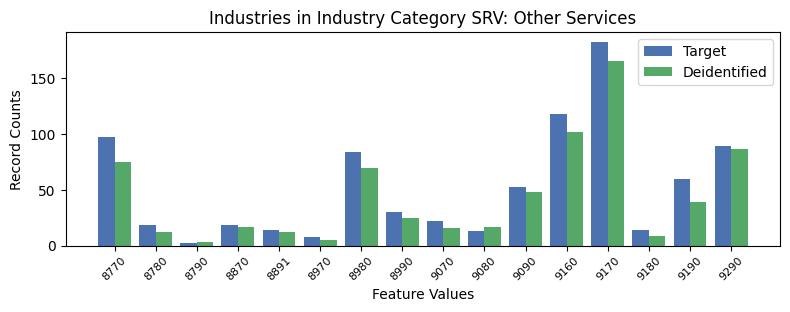 Industries in Industry Category SRV: Other Services
Target
Deidentified
Record Counts
150
100
50
0
8770 8780 8790 8870 8891 8970 8980 8990 9070 9080 9090 9160 9170 9180 9190 9290
Feature Values